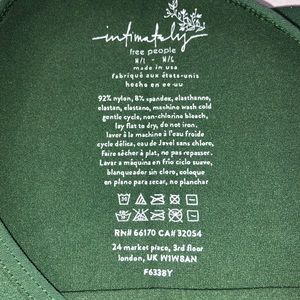 intimately
free people
M/L - M/G
made in usa
fabriqué aux états-unis
hecho en ee-uu
92% nylon, 8% spandex, elasthanne,
elastan, elastano, machine wash cold
gentle cycle, non-chlorine bleach,
lay flat to dry, do not iron,
laver à la machine à l'eau froide
cycle délica, eau de Javel sans chlore,
Faire sêcher à plat, ne pas repasser.
Lavar a máquina en frio ciclo suave,
blanqueador sin cloro, coloque
en plano para secar, no planchar
RN# 66170 CA# 32054
24 market place, 3rd floor
london, UK W1W8AN
F633BY